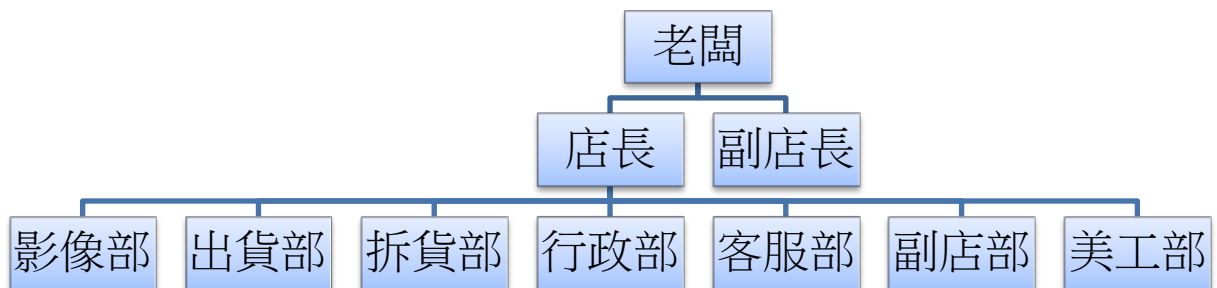 老闆
店長
副店長
影像部
出貨部
拆貨部
行政部
客服部
副店部
美工部